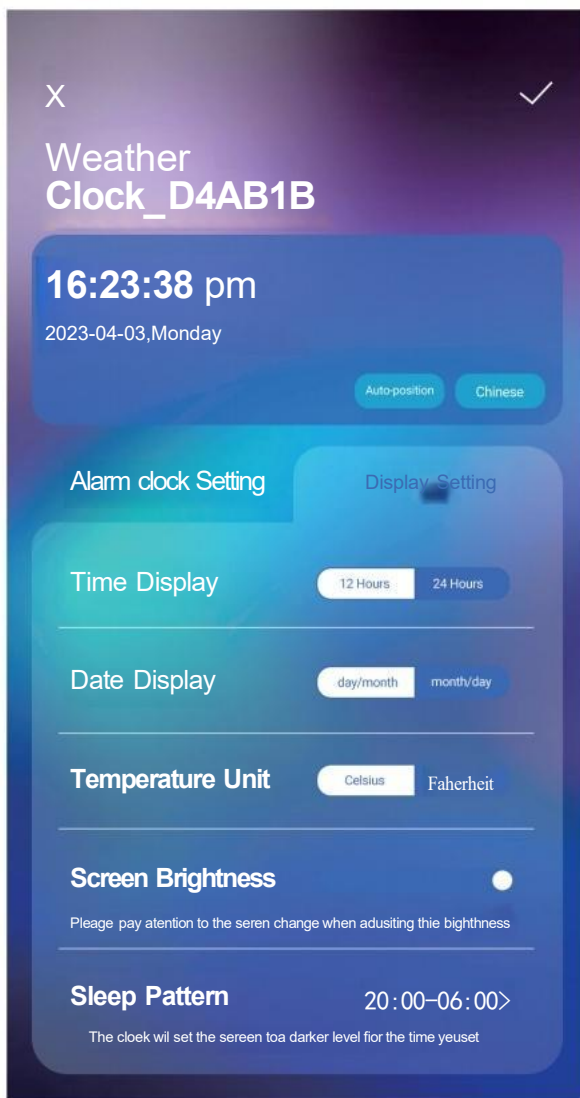 X
Weather
Clock_D4AB1B
16:23:38 pm
2023-04-03,Monday
Auto-position
Chinese
Alarm clock Setting
Display Setting
Time Display
12 Hours
24 Hours
Date Display
day/month
month/day
Temperature Unit
Celsius
Faherheit
Screen Brightness
Pleage pay atention to the seren change when adusiting thie bighthness
Sleep Pattern
20:00-06:00>
The cloek wil set the sereen toa darker level fior the time yeuset